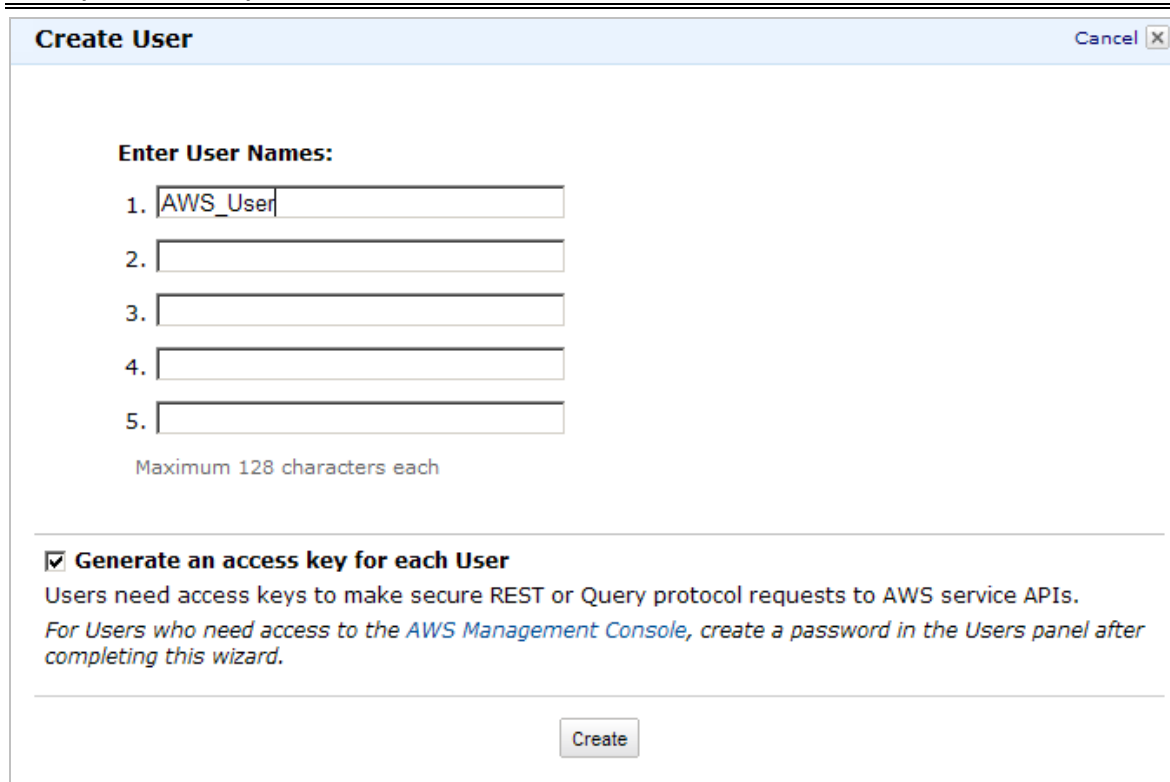 Create User
Cancel
Enter User Names:
1. AWS_User
2.
3.
4.
5.
Maximum 128 characters each
Generate an access key for each User
Users need access keys to make secure REST or Query protocol requests to AWS service APIs.
For Users who need access to the AWS Management Console, create a password in the Users panel after
completing this wizard.
Create